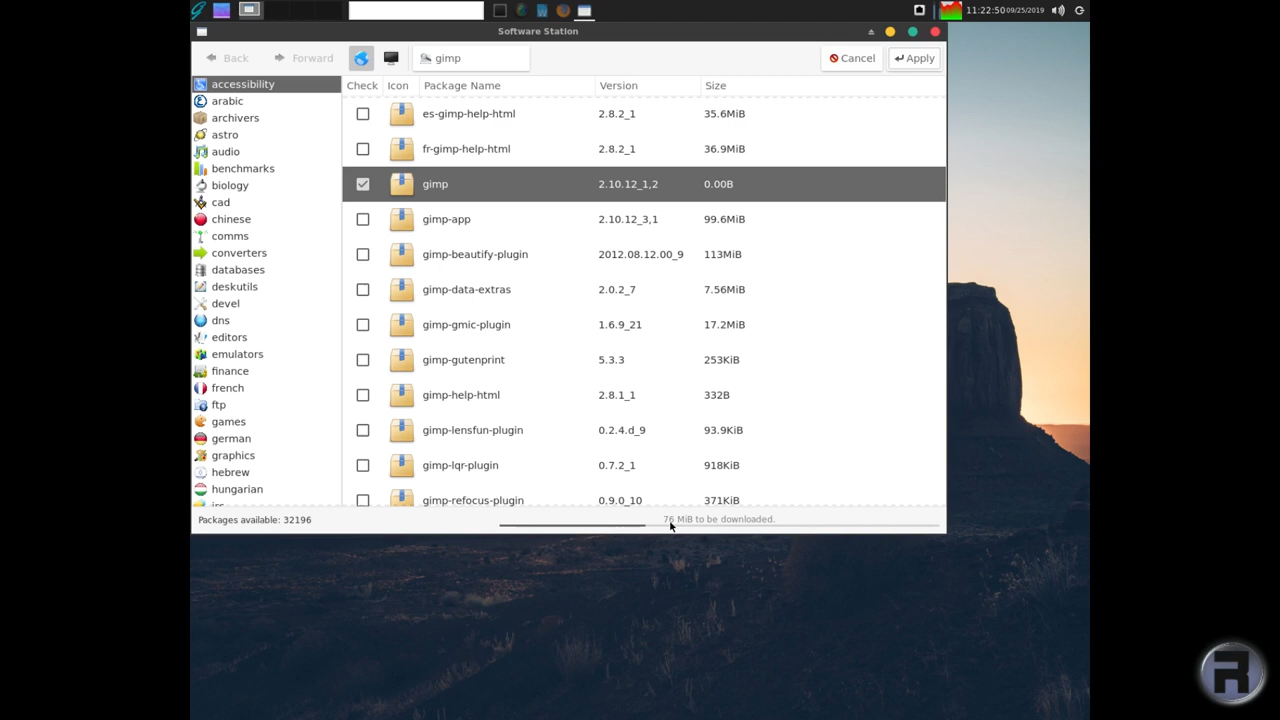 11:22:50 09/25/2019
Software Station
Back
Forward
gimp
Cancel
Apply
accessibility
arabic
archivers
astro
audio
benchmarks
biology
cad
chinese
comms
converters
databases
deskutils
devel
dns
editors
emulators
finance
french
ftp
games
german
graphics
hebrew
hungarian
Check Icon Package Name Version Size
es-gimp-help-html 2.8.2_1 35.6MiB
fr-gimp-help-html 2.8.2_1 36.9MiB
gimp 2.10.12_1,2 0.00B
gimp-app 2.10.12_3,1 99.6MiB
gimp-beautify-plugin 2012.08.12.00_9 113MiB
gimp-data-extras 2.0.2_7 7.56MiB
gimp-gmic-plugin 1.6.9_21 17.2MiB
gimp-gutenprint 5.3.3 253KiB
gimp-help-html 2.8.1_1 332B
gimp-lensfun-plugin 0.2.4.d_9 93.9KiB
gimp-lqr-plugin 0.7.2_1 918KiB
gimp-refocus-plugin 0.9.0_10 371KiB
Packages available: 32196
76 MiB to be downloaded.
R